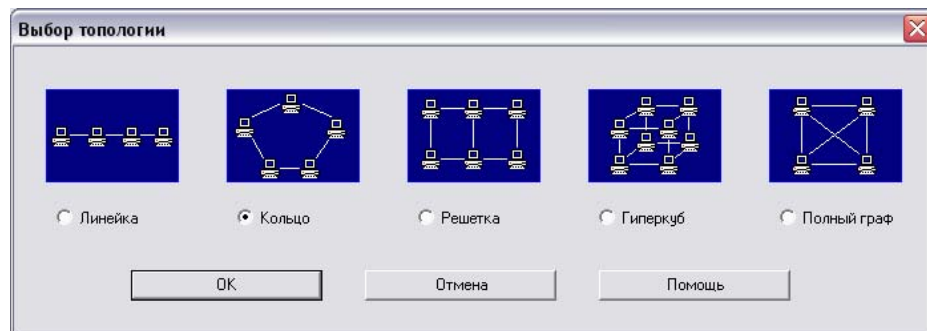 Выбор топологии
Линейка Кольцо Решетка Гиперкуб Полный граф
OK Отмена Помощь